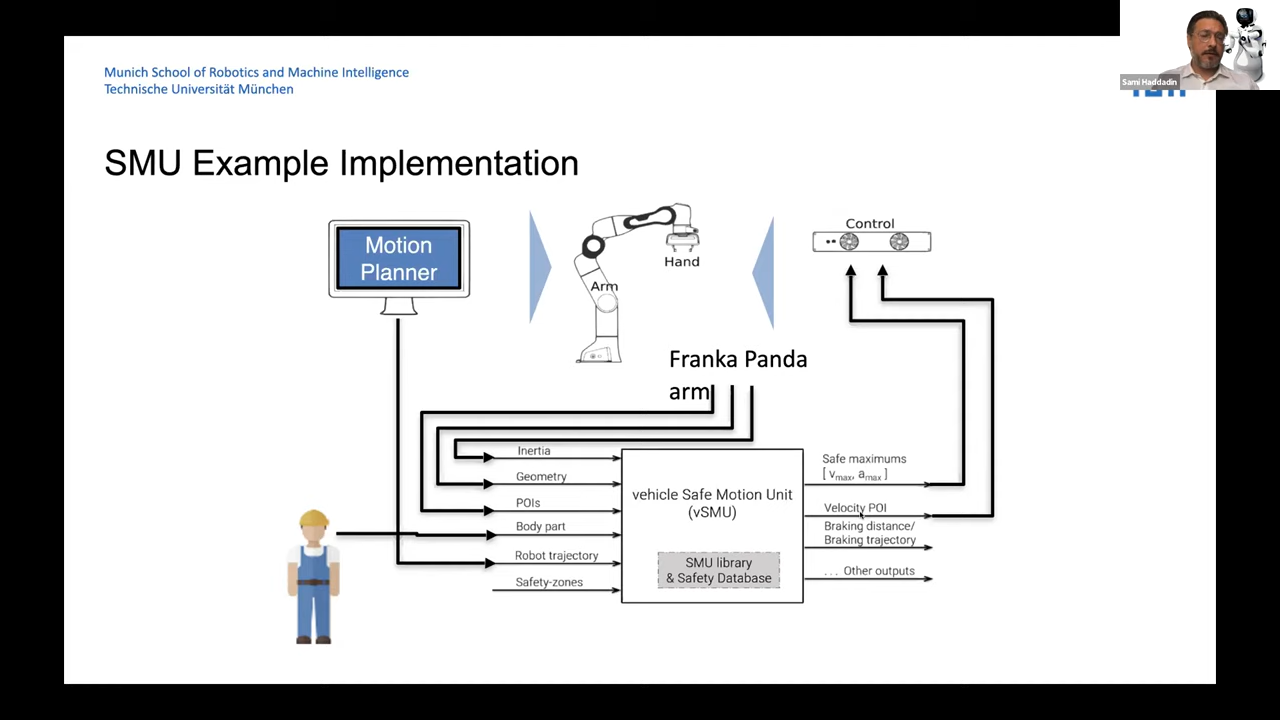 Sami Haddadin
Munich School of Robotics and Machine Intelligence
Technische Universität München
SMU Example Implementation
Motion
Planner
Hand
Arm
Control
Franka Panda
arm
Inertia
Geometry
POIs
Body part
Robot trajectory
Safety-zones
vehicle Safe Motion Unit
(vSMU)
SMU library
& Safety Database
Safe maximums
[ vmax, amax ]
Velocity POI
Braking distance/
Braking trajectory
... Other outputs